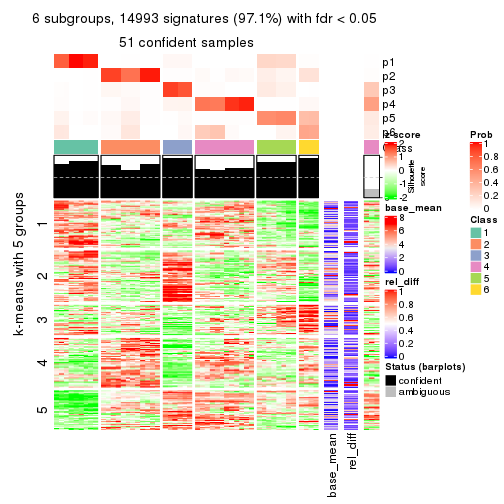 6 subgroups, 14993 signatures (97.1%) with fdr < 0.05
51 confident samples
p1
p2
p3
p4
p5
p6
z-score
2
1
0
-1
-2
Silhouette
score
Prob
1
0.8
0.6
0.4
0.2
0
Class
1
2
3
4
5
6
base_mean
8
6
4
2
0
rel_diff
1
0.8
0.6
0.4
0.2
0
Status (barplots)
confident
ambiguous
k-means with 5 groups
1
2
3
4
5
base_mean
rel_diff